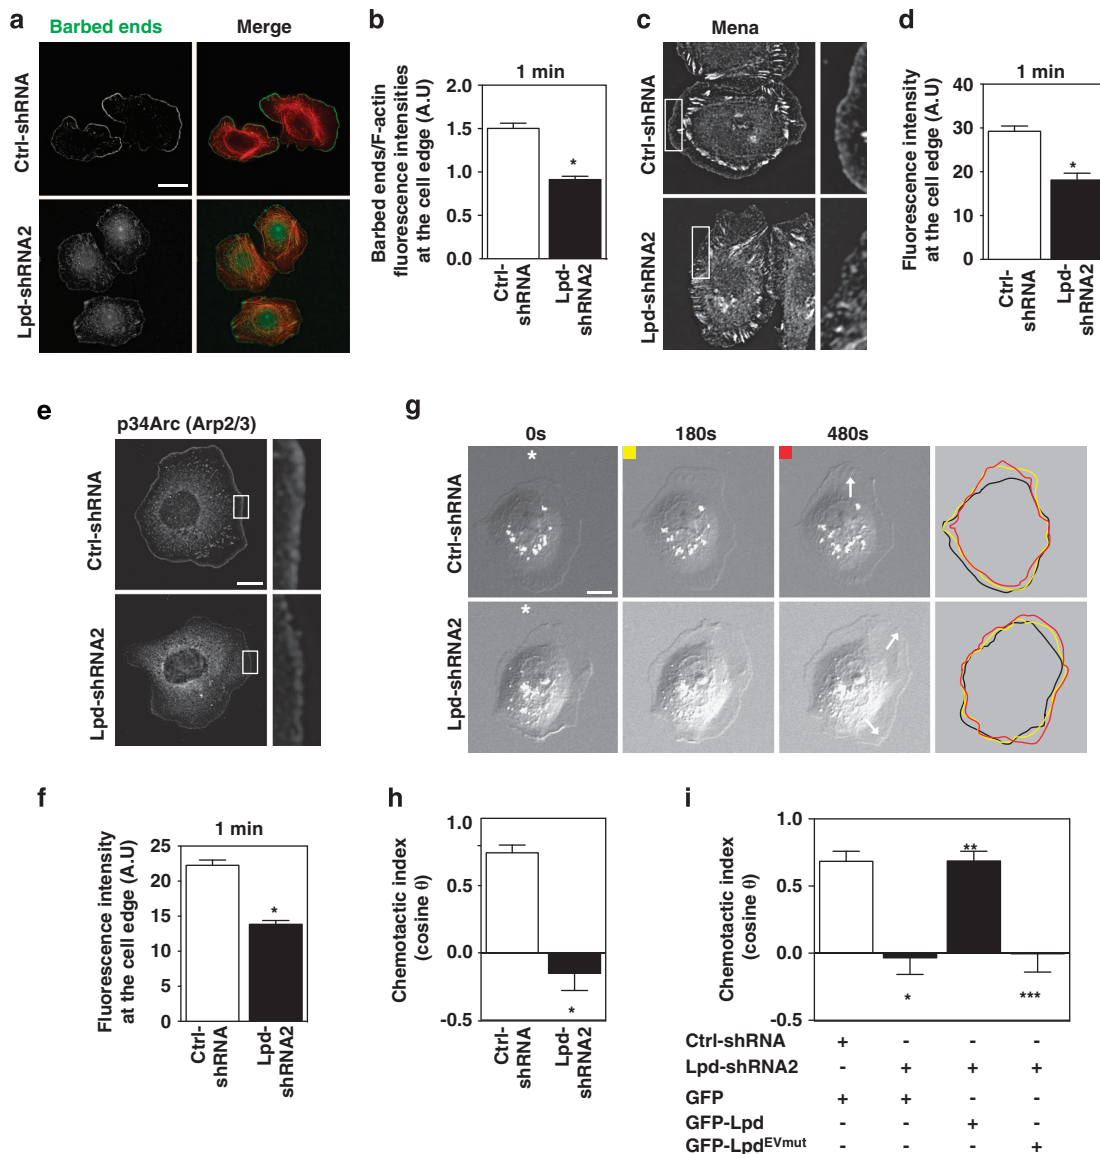 a
Barbed ends
Merge
Ctrl-shRNA
Lpd-shRNA2
b
1 min
Barbed ends/F-actin
fluorescence intensities
at the cell edge (A.U)
2.0
1.5
1.0
0.5
0.0
*
Ctrl-
shRNA
Lpd-
shRNA2
c
Mena
Ctrl-shRNA
Lpd-shRNA2
d
1 min
Fluorescence intensity
at the cell edge (A.U)
40
30
20
10
0
*
Ctrl-
shRNA
Lpd-
shRNA2
e
p34Arc (Arp2/3)
Ctrl-shRNA
Lpd-shRNA2
g
0s
180s
480s
*
Ctrl-shRNA
*
Lpd-shRNA2
f
1 min
Fluorescence intensity
at the cell edge (A.U)
25
20
15
10
5
0
*
Ctrl-
shRNA
Lpd-
shRNA2
h
Chemotactic index
(cosine θ)
1.0
0.5
0.0
-0.5
*
Ctrl-
shRNA
Lpd-
shRNA2
i
Chemotactic index
(cosine θ)
1.0
0.5
0.0
-0.5
*
**
***
Ctrl-shRNA + - - -
Lpd-shRNA2 - + + +
GFP + + - -
GFP-Lpd - - + -
GFP-LpdEVmut - - - +